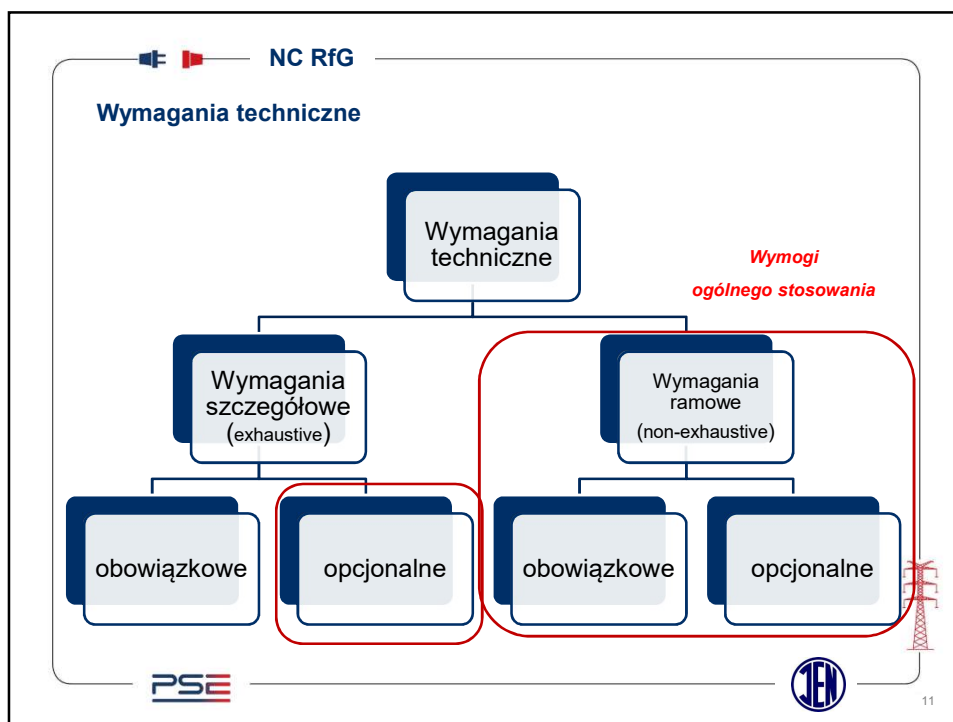 NC RfG
Wymagania techniczne
Wymagania
techniczne
Wymogi
ogólnego stosowania
Wymagania
szczegółowe
(exhaustive)
Wymagania
ramowe
(non-exhaustive)
obowiązkowe
opcjonalne
obowiązkowe
opcjonalne
PSE
IEN
11